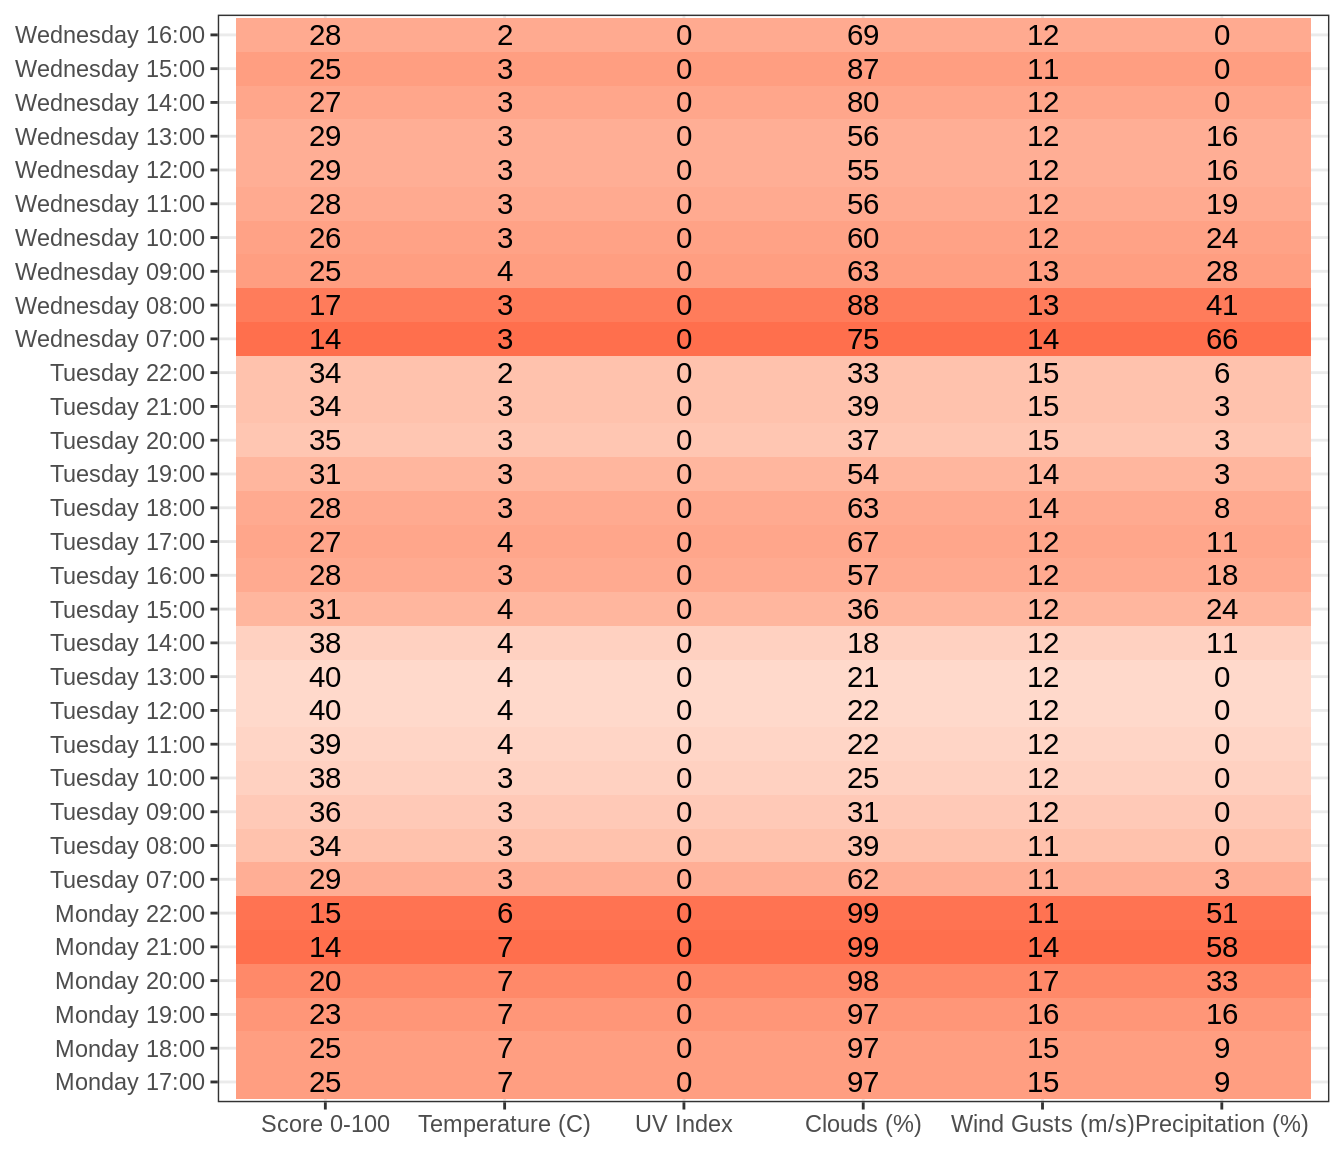 Wednesday 16:00 28 2 0 69 12 0
Wednesday 15:00 25 3 0 87 11 0
Wednesday 14:00 27 3 0 80 12 0
Wednesday 13:00 29 3 0 56 12 16
Wednesday 12:00 29 3 0 55 12 16
Wednesday 11:00 28 3 0 56 12 19
Wednesday 10:00 26 3 0 60 12 24
Wednesday 09:00 25 4 0 63 13 28
Wednesday 08:00 17 3 0 88 13 41
Wednesday 07:00 14 3 0 75 14 66
Tuesday 22:00 34 2 0 33 15 6
Tuesday 21:00 34 3 0 39 15 3
Tuesday 20:00 35 3 0 37 15 3
Tuesday 19:00 31 3 0 54 14 3
Tuesday 18:00 28 3 0 63 14 8
Tuesday 17:00 27 4 0 67 12 11
Tuesday 16:00 28 3 0 57 12 18
Tuesday 15:00 31 4 0 36 12 24
Tuesday 14:00 38 4 0 18 12 11
Tuesday 13:00 40 4 0 21 12 0
Tuesday 12:00 40 4 0 22 12 0
Tuesday 11:00 39 4 0 22 12 0
Tuesday 10:00 38 3 0 25 12 0
Tuesday 09:00 36 3 0 31 12 0
Tuesday 08:00 34 3 0 39 11 0
Tuesday 07:00 29 3 0 62 11 3
Monday 22:00 15 6 0 99 11 51
Monday 21:00 14 7 0 99 14 58
Monday 20:00 20 7 0 98 17 33
Monday 19:00 23 7 0 97 16 16
Monday 18:00 25 7 0 97 15 9
Monday 17:00 25 7 0 97 15 9
Score 0-100 Temperature (C) UV Index Clouds (%) Wind Gusts (m/s) Precipitation (%)